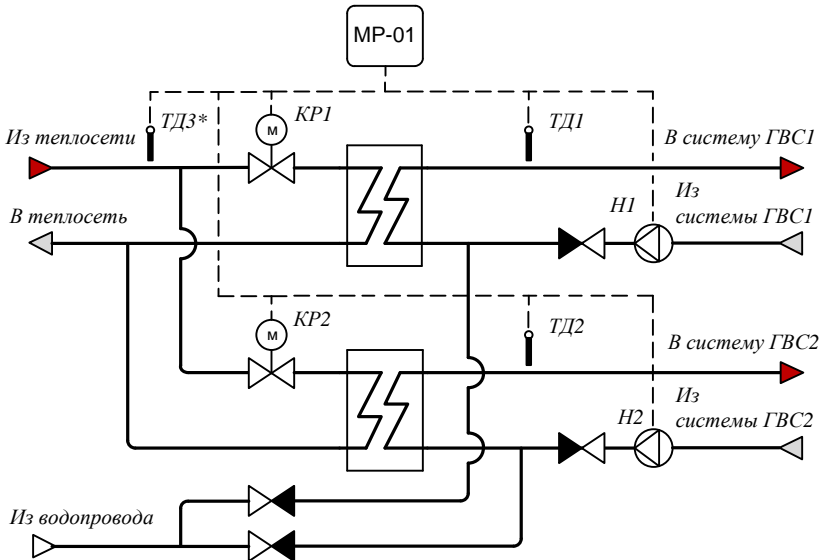 МР-01
ТД3*
КР1
ТД1
Из теплосети
В систему ГВС1
В теплосеть
Н1
Из
системы ГВС1
м
КР2
ТД2
В систему ГВС2
м
Из
системы ГВС2
Н2
Из водопровода